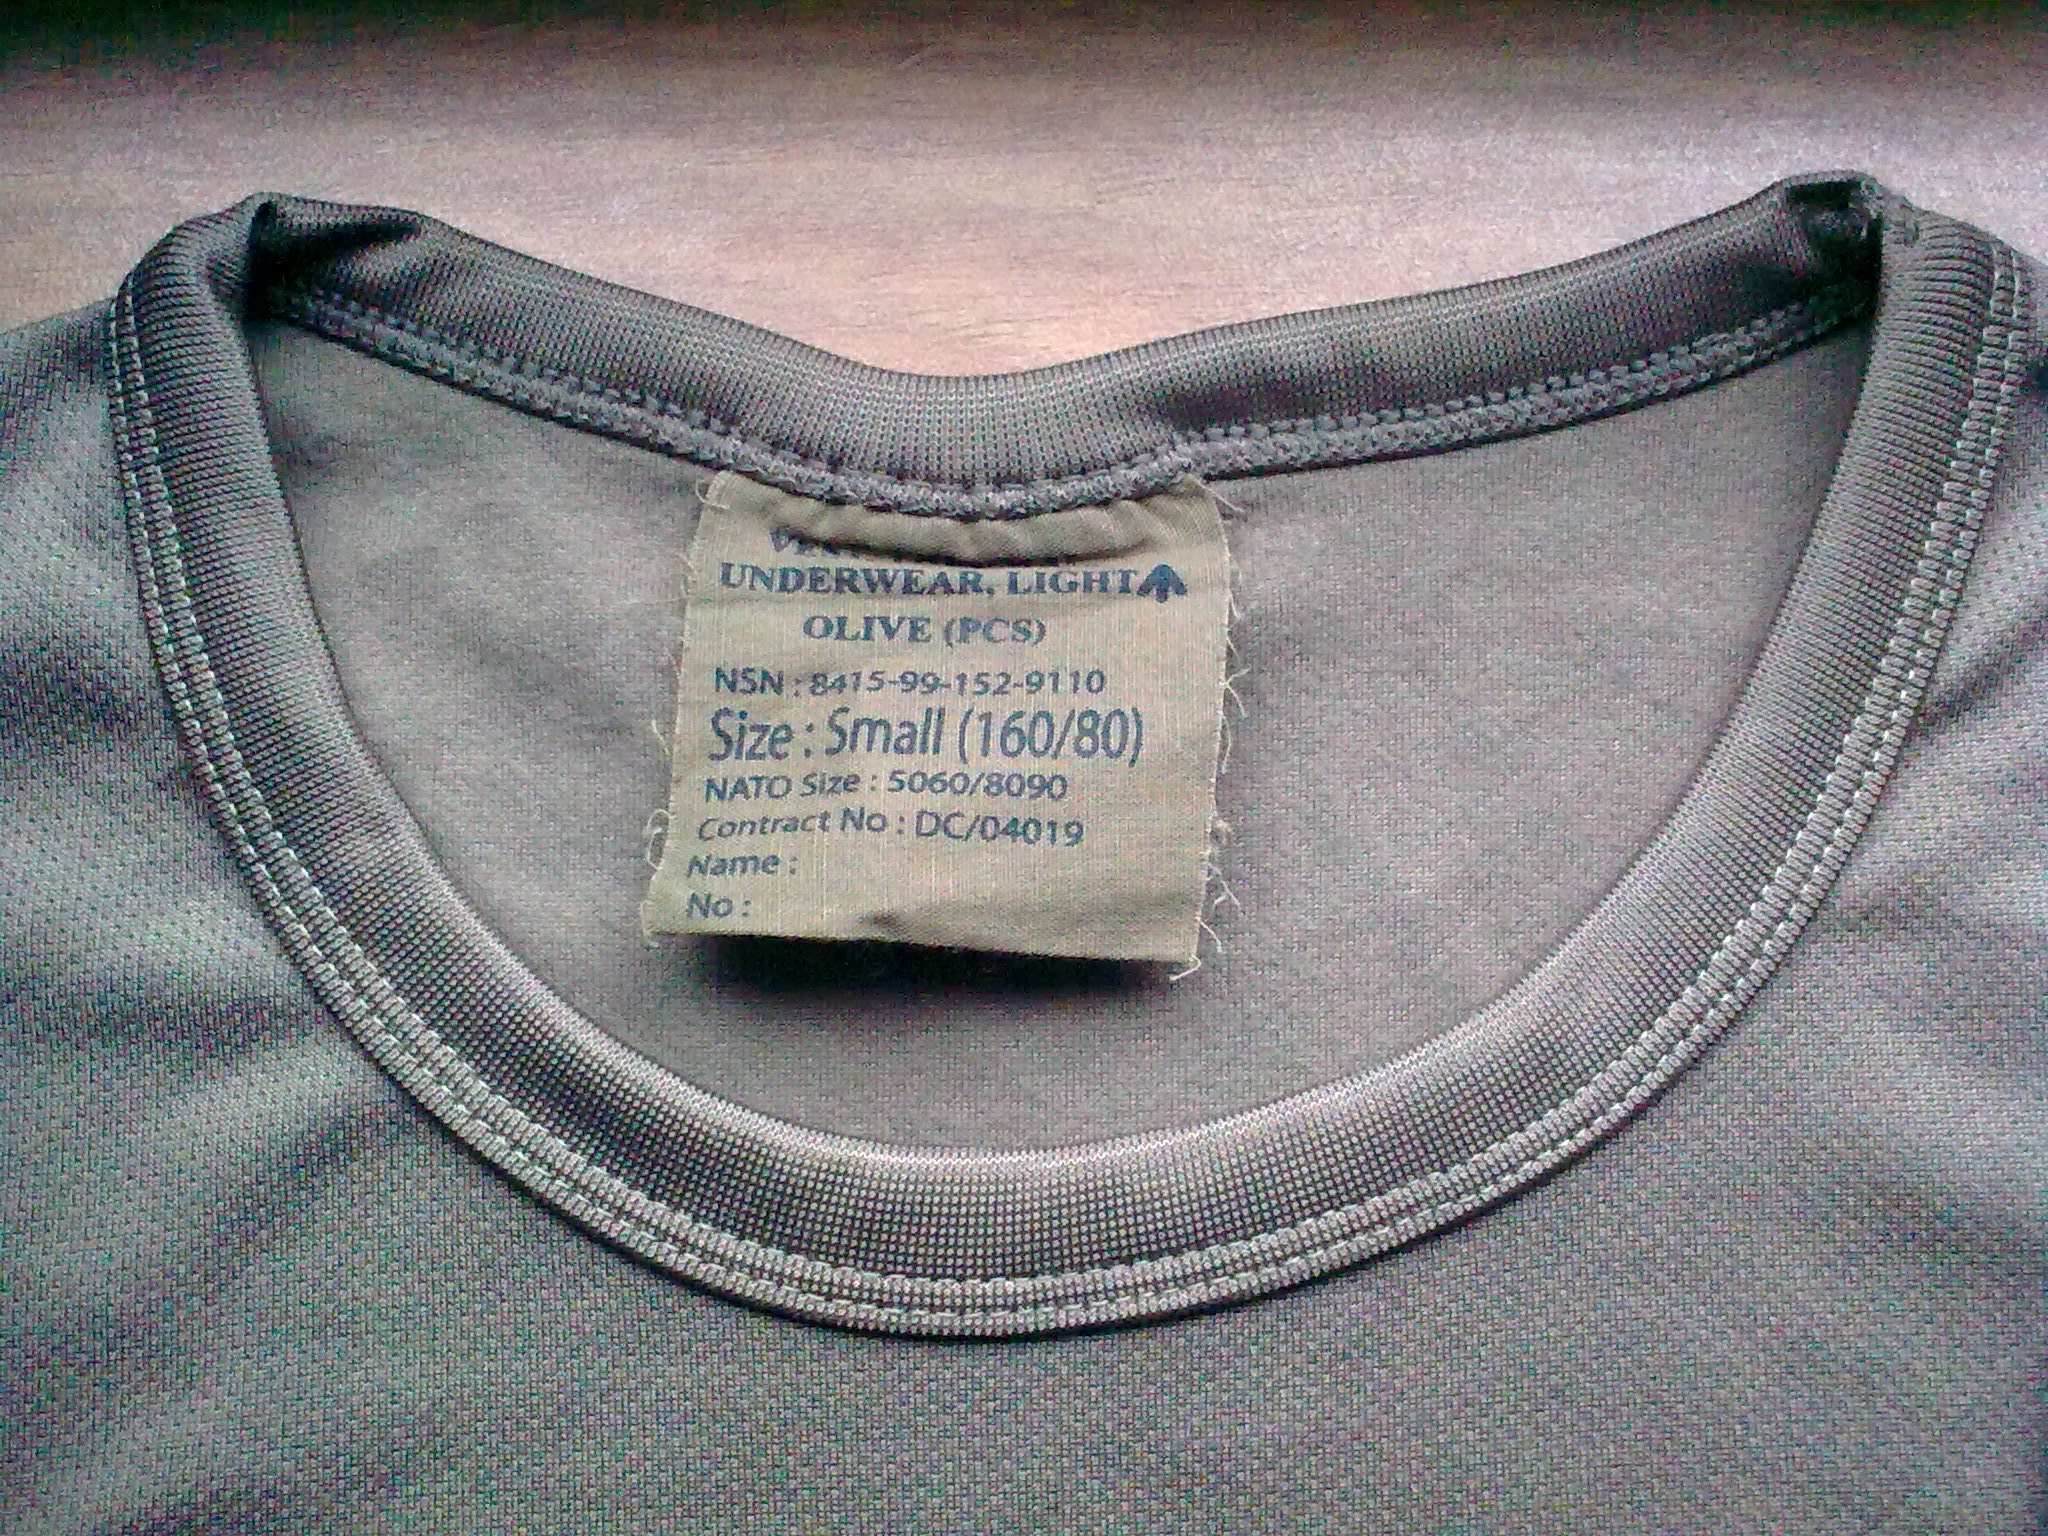 UNDERWEAR, LIGHT
OLIVE (PCS)
NSN : 8415-99-152-9110
Size : Small (160/80)
NATO Size : 5060/8090
Contract No : DC/04019
Name :
No :